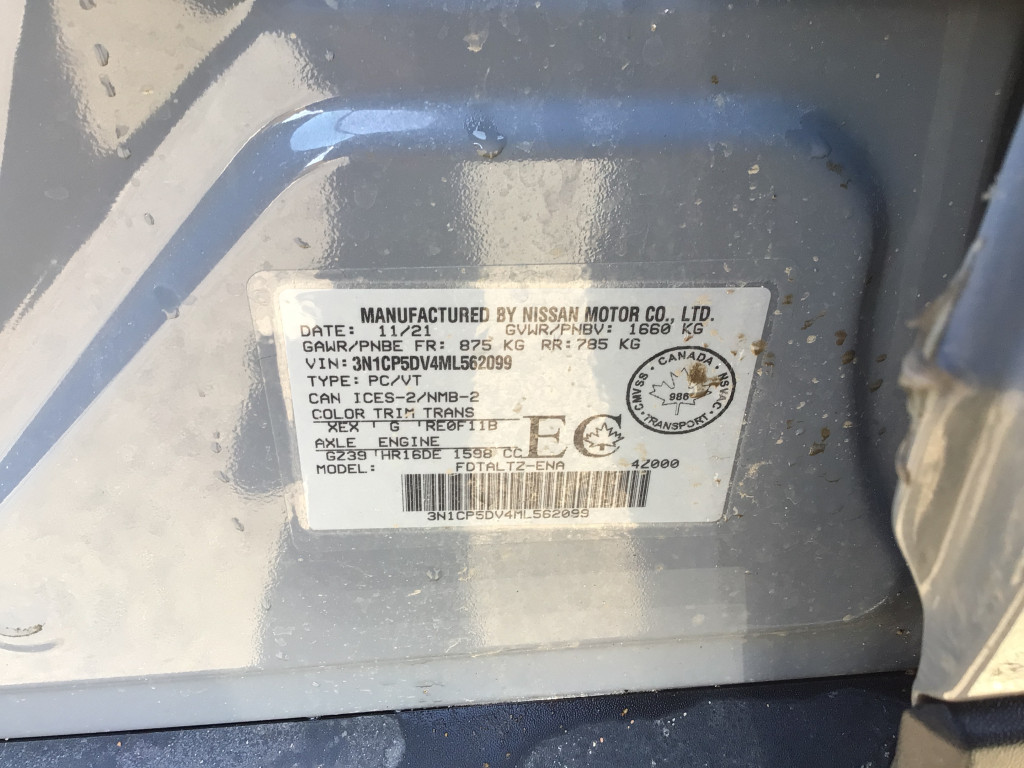 MANUFACTURED BY NISSAN MOTOR CO., LTD.
DATE: 11/21 GVWR/PNBV: 1660 KG
GAWR/PNBE FR: 875 KG RR: 785 KG
VIN: 3N1CP5DV4ML562099
TYPE: PC/VT
CAN ICES-2/NMB-2
COLOR TRIM TRANS
XEX G RE0F11B
AXLE ENGINE
GZ39 HR16DE 1598 CC
MODEL: FDTALTZ-ENA 4Z000
3N1CP5DV4ML562099
EC
CANADA · NSVAC · TRANSPORT · CMVSS ·
986